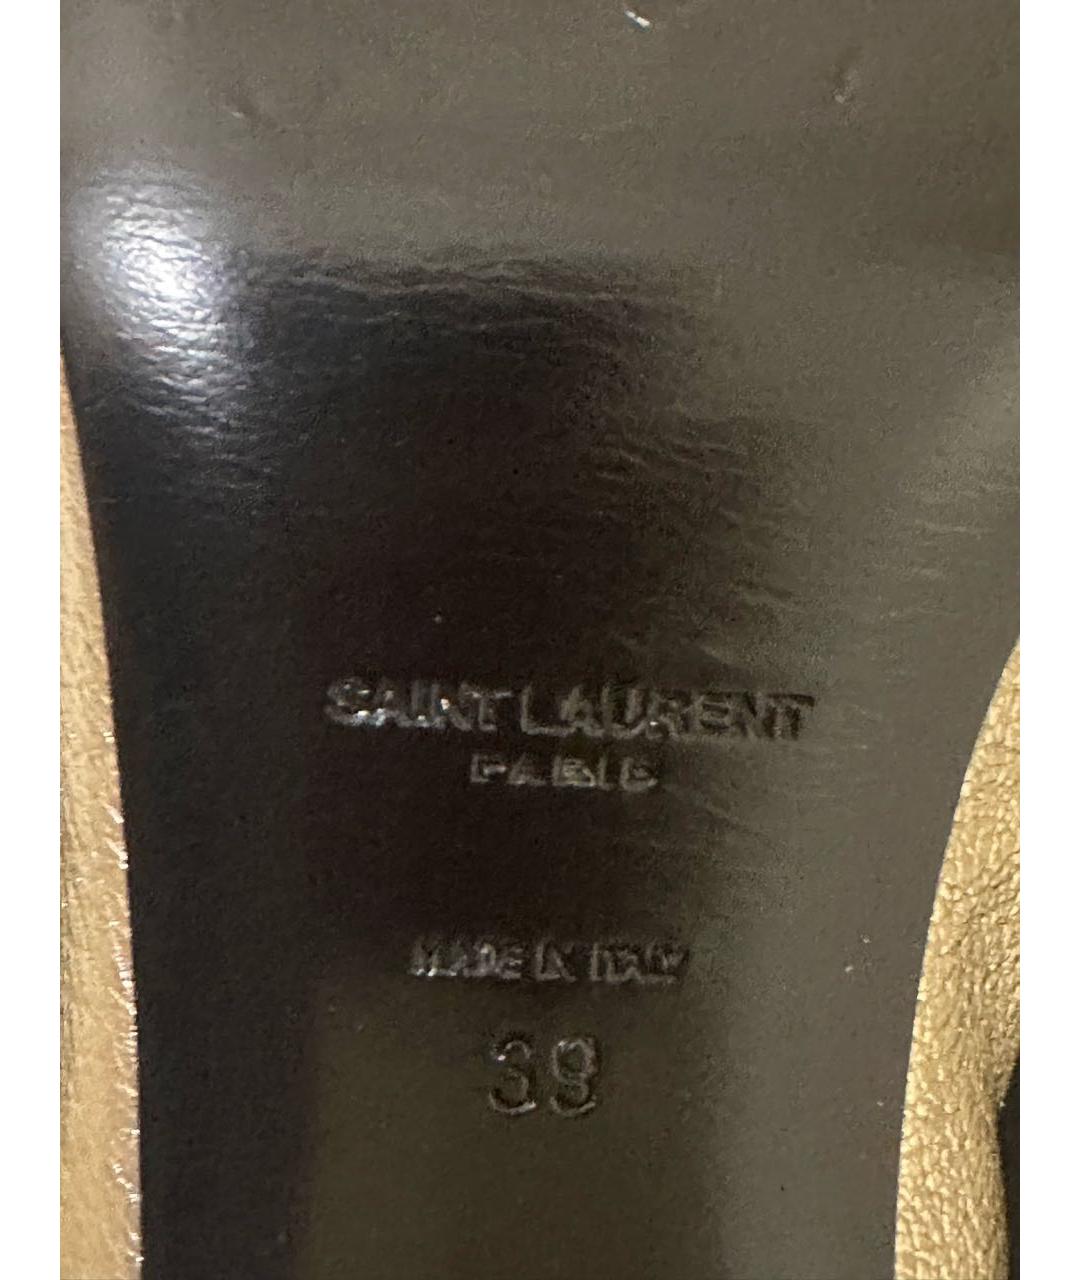 SAINT LAURENT
PARIS
MADE IN ITALY
39